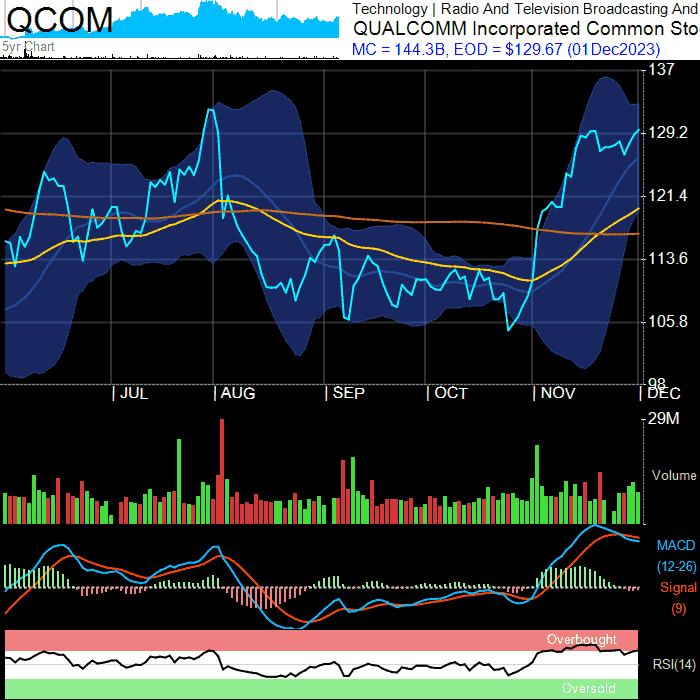 QCOM
5yr Chart
Technology | Radio And Television Broadcasting And
QUALCOMM Incorporated Common Sto
MC = 144.3B, EOD = $129.67 (01Dec2023)
137
129.2
121.4
113.6
105.8
98
| JUL | AUG | SEP | OCT | NOV | DEC
29M
Volume
MACD
(12-26)
Signal
(9)
Overbought
RSI(14)
Oversold